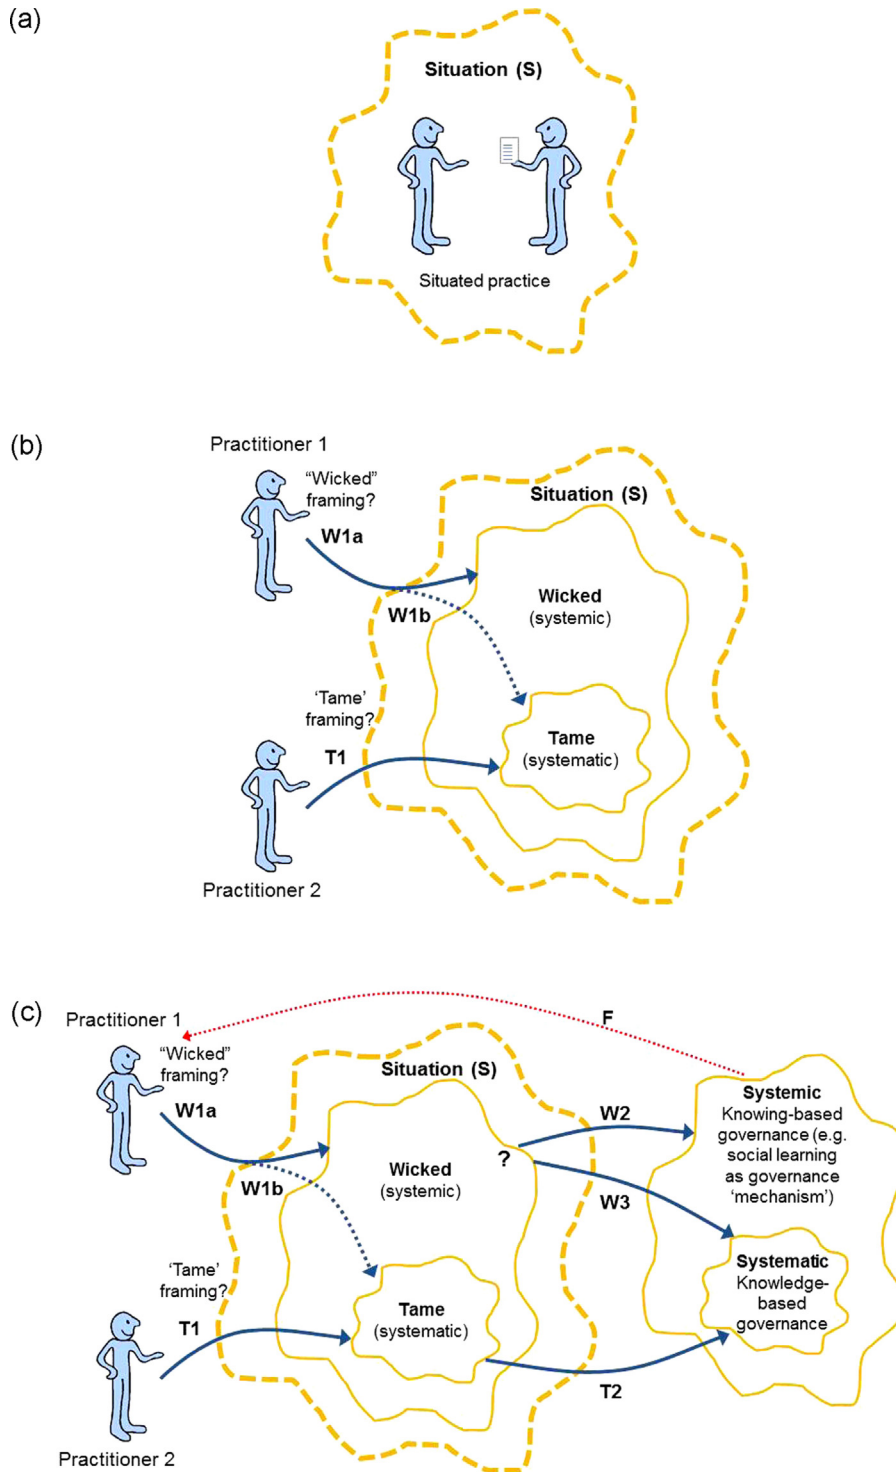 (a)
Situation (S)
Situated practice
(b)
Practitioner 1
“Wicked”
framing?
W1a
Situation (S)
Wicked
(systemic)
W1b
‘Tame’
framing?
T1
Tame
(systematic)
Practitioner 2
(c)
F
Practitioner 1
“Wicked”
framing?
W1a
Situation (S)
Wicked
(systemic)
W1b
?
W2
W3
Systemic
Knowing-based
governance (e.g.
social learning
as governance
‘mechanism’)
Systematic
Knowledge-
based
governance
‘Tame’
framing?
T1
Tame
(systematic)
T2
Practitioner 2